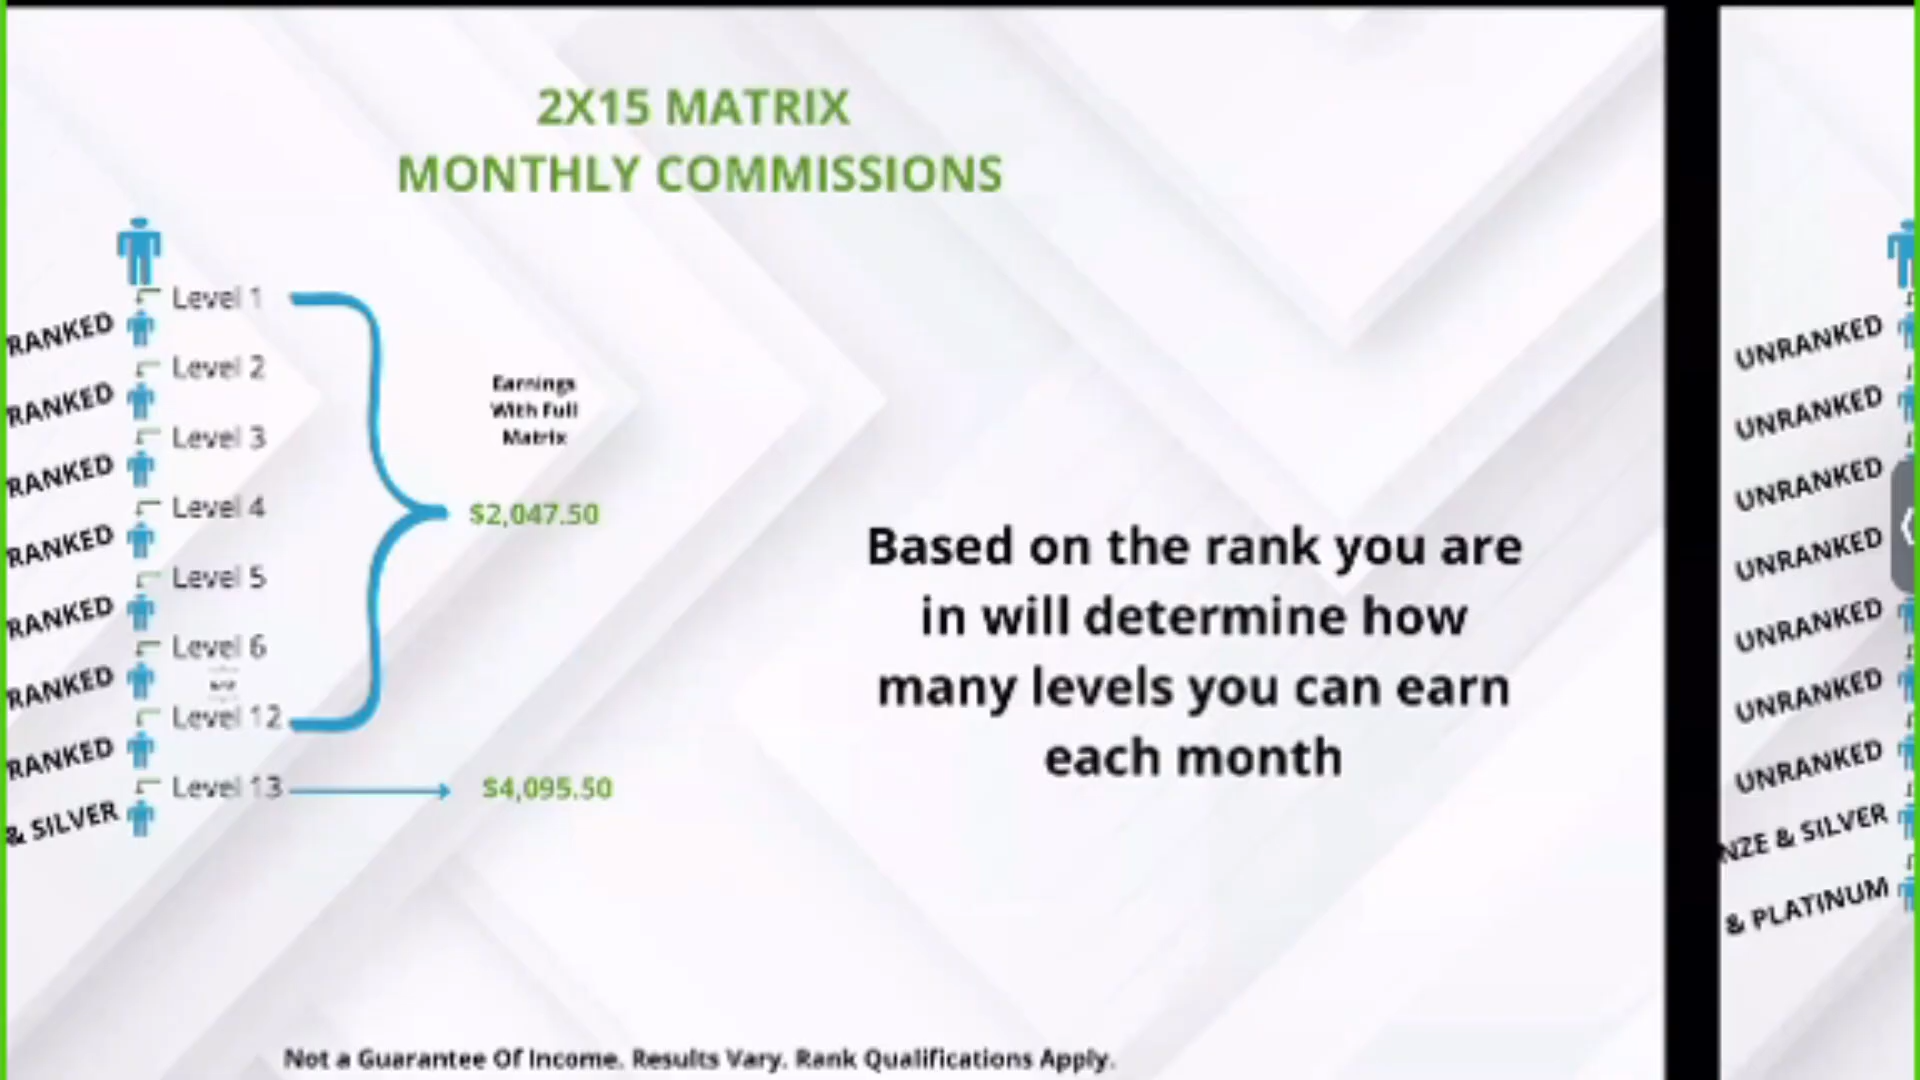 2X15 MATRIX
MONTHLY COMMISSIONS
Level 1
RANKED
Level 2
RANKED
Level 3
RANKED
Level 4
RANKED
Level 5
RANKED
Level 6
RANKED
Level 12
RANKED
Level 13
& SILVER
Earnings
With Full
Matrix
$2,047.50
$4,095.50
Based on the rank you are
in will determine how
many levels you can earn
each month
Not a Guarantee Of Income. Results Vary. Rank Qualifications Apply.
UNRANKED
UNRANKED
UNRANKED
UNRANKED
UNRANKED
UNRANKED
UNRANKED
NZE & SILVER
& PLATINUM